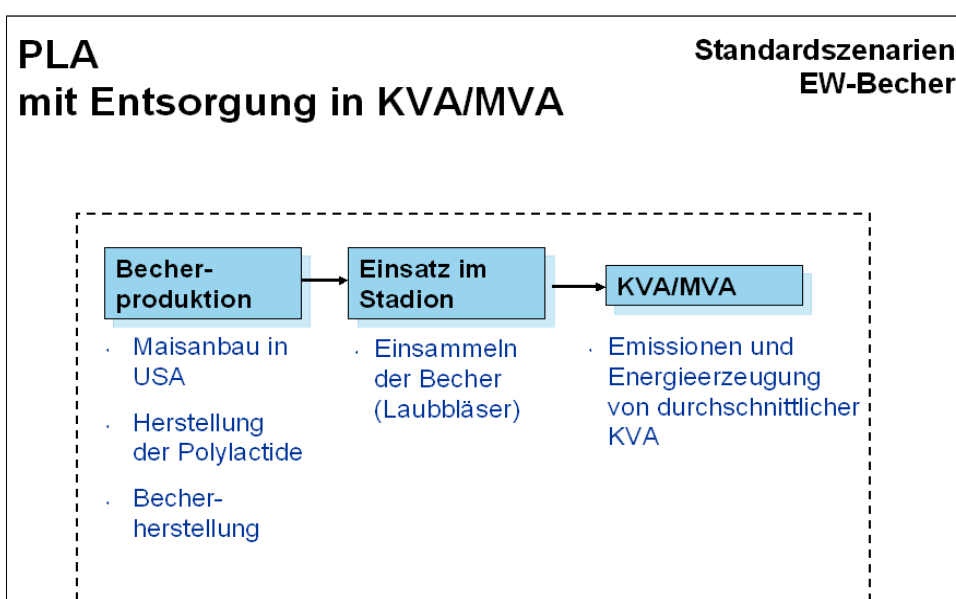 PLA
mit Entsorgung in KVA/MVA
Standardszenarien
EW-Becher
Becher-
produktion
Einsatz im
Stadion
KVA/MVA
· Maisanbau in
USA
· Herstellung
der Polylactide
· Becher-
herstellung
· Einsammeln
der Becher
(Laubbläser)
· Emissionen und
Energieerzeugung
von durchschnittlicher
KVA